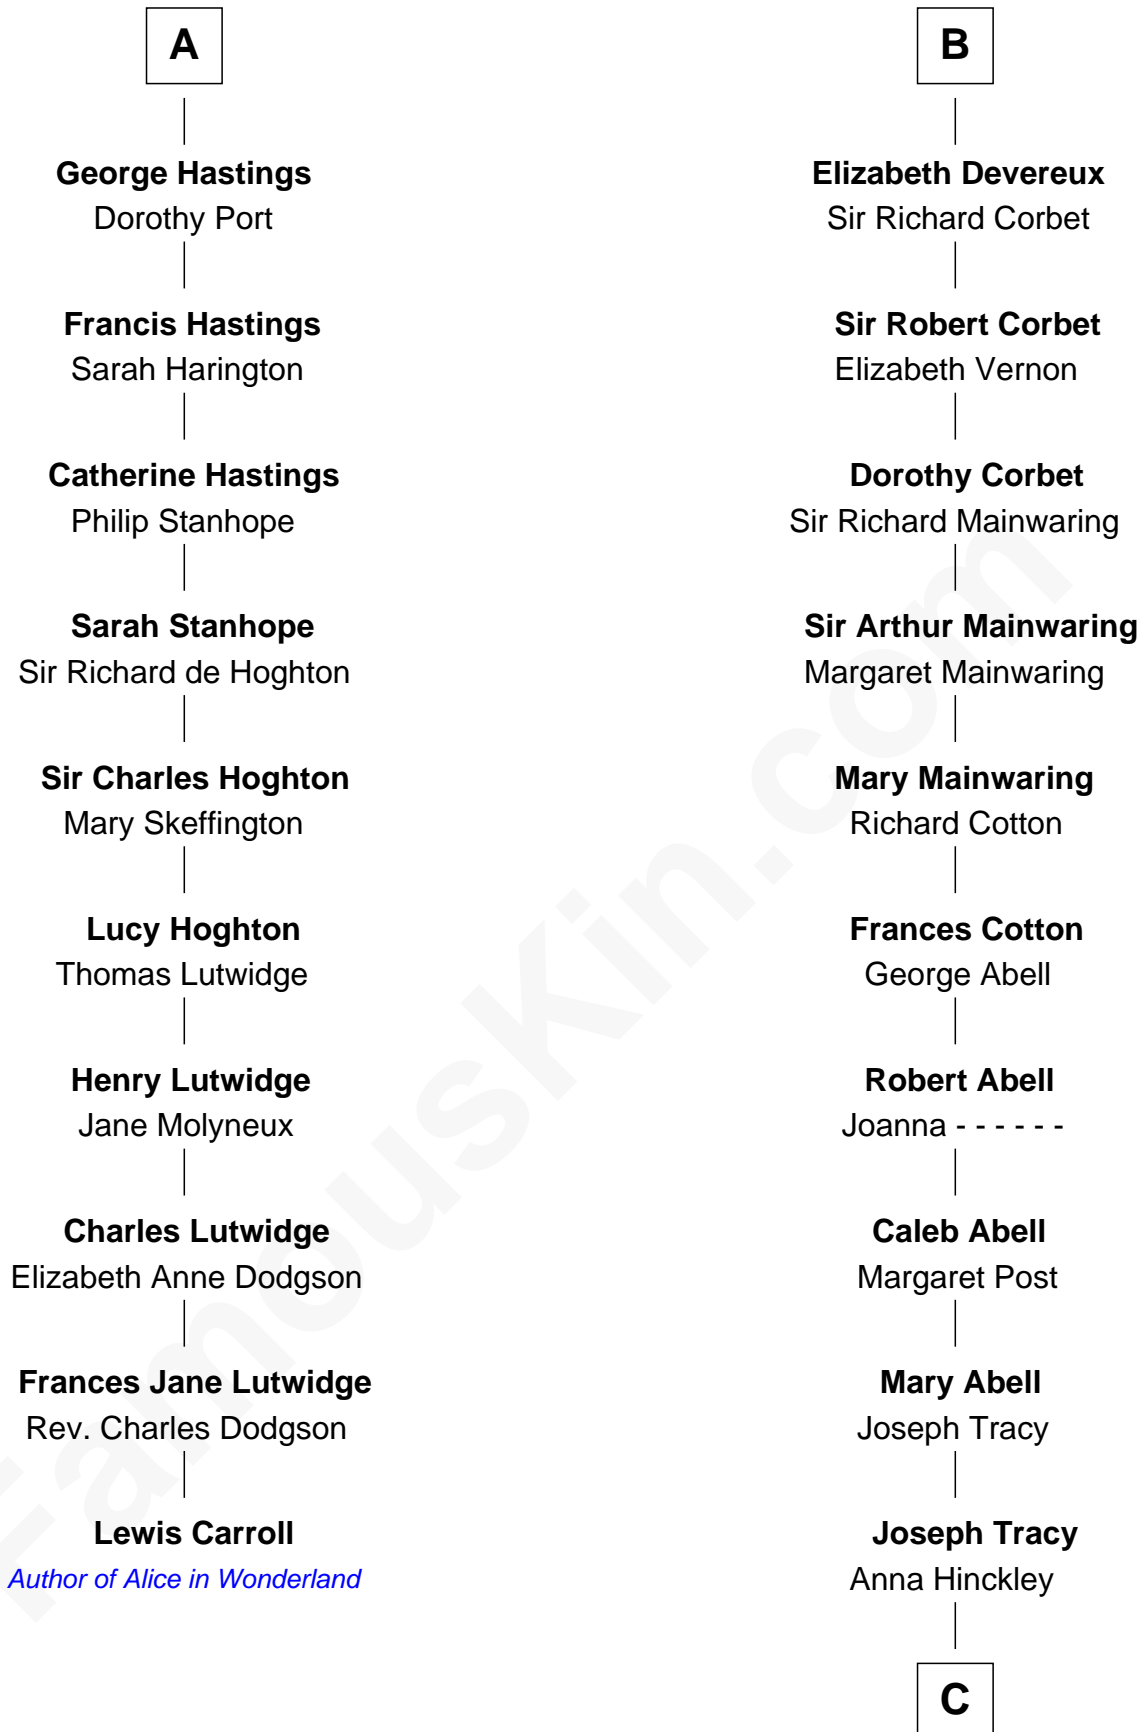 A
George Hastings
Dorothy Port
Francis Hastings
Sarah Harington
Catherine Hastings
Philip Stanhope
Sarah Stanhope
Sir Richard de Hoghton
Sir Charles Hoghton
Mary Skeffington
Lucy Hoghton
Thomas Lutwidge
Henry Lutwidge
Jane Molyneux
Charles Lutwidge
Elizabeth Anne Dodgson
Frances Jane Lutwidge
Rev. Charles Dodgson
Lewis Carroll
Author of Alice in Wonderland
B
Elizabeth Devereux
Sir Richard Corbet
Sir Robert Corbet
Elizabeth Vernon
Dorothy Corbet
Sir Richard Mainwaring
Sir Arthur Mainwaring
Margaret Mainwaring
Mary Mainwaring
Richard Cotton
Frances Cotton
George Abell
Robert Abell
Joanna - - - - - -
Caleb Abell
Margaret Post
Mary Abell
Joseph Tracy
Joseph Tracy
Anna Hinckley
C
FamousKin.com